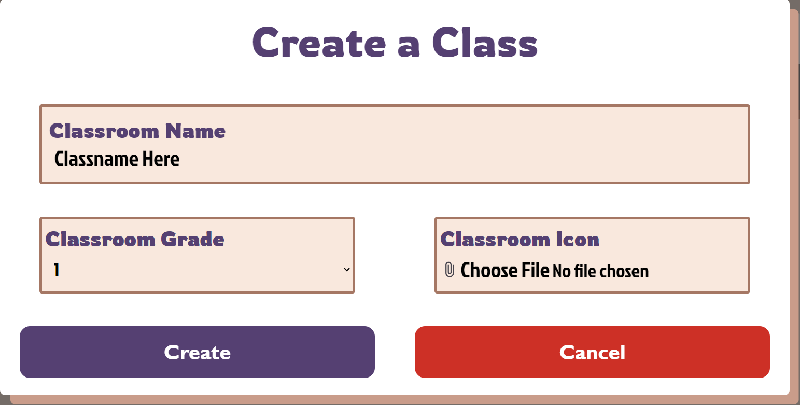 Create a Class
Classroom Name
Classname Here
Classroom Grade
1
Classroom Icon
Choose File No file chosen
Create
Cancel